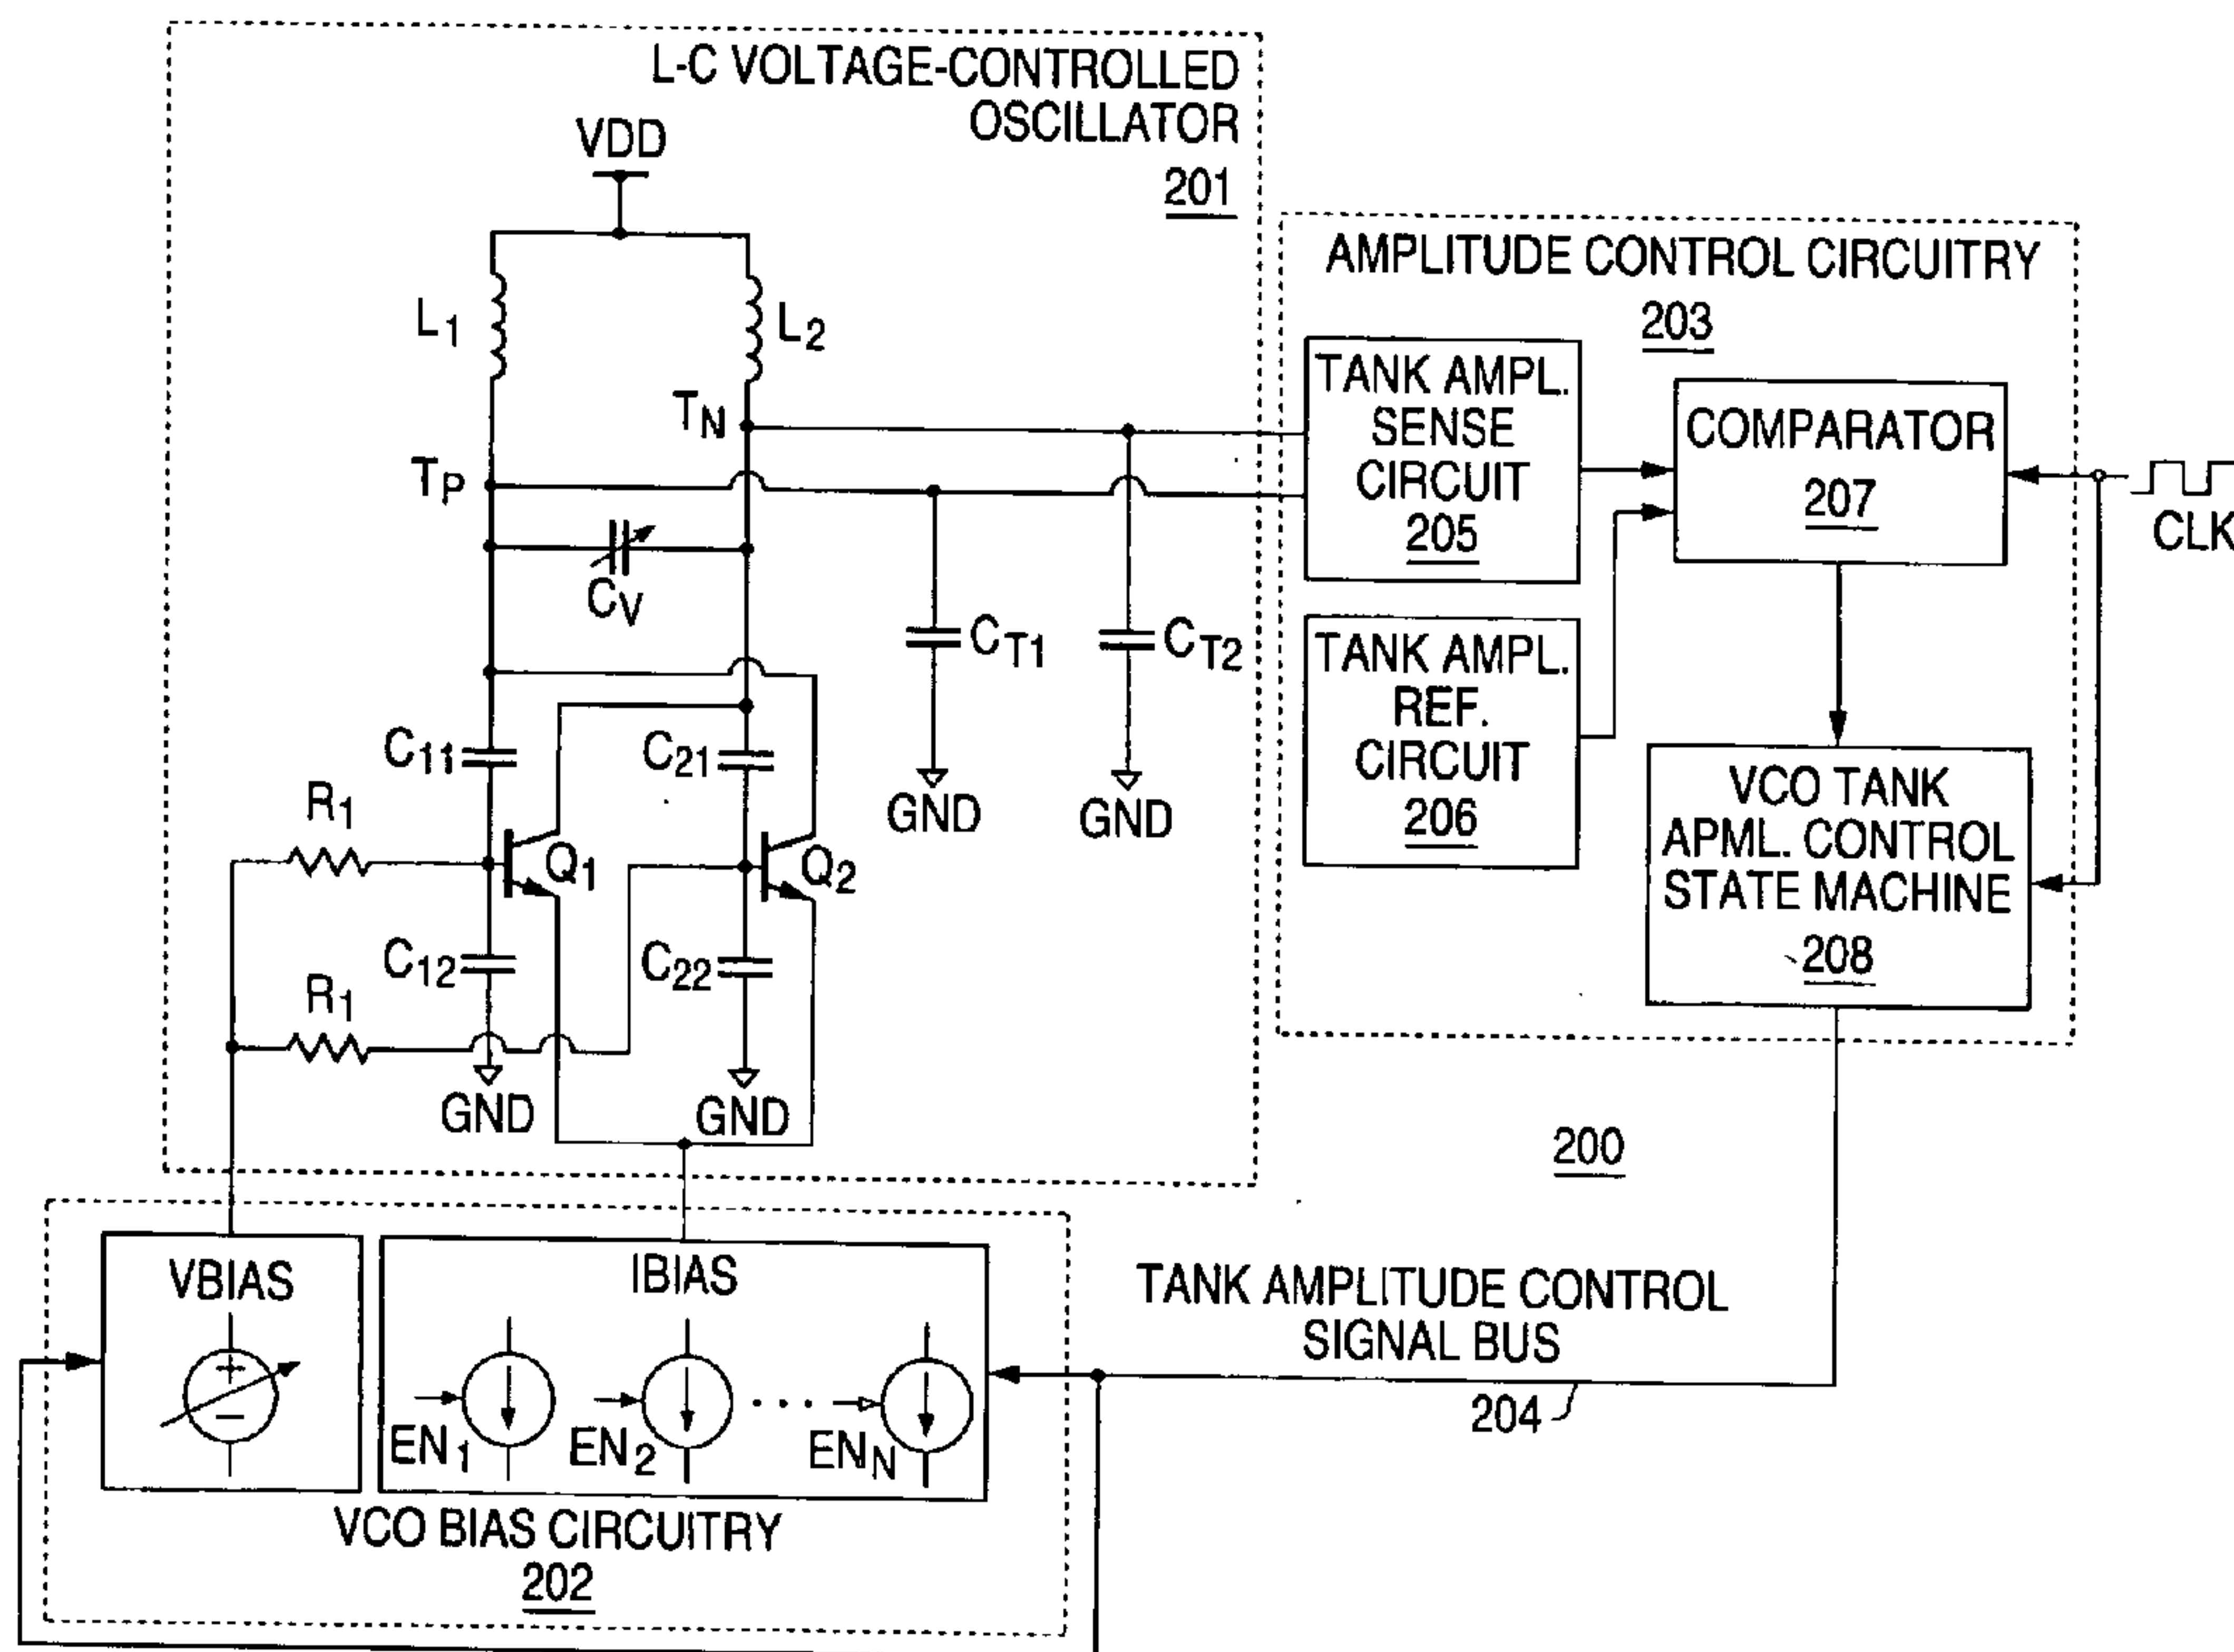 L-C VOLTAGE-CONTROLLED
OSCILLATOR
201
VDD
L1
L2
TN
TP
CV
CT1
CT2
GND
GND
C11
C21
R1
Q1
Q2
C12
C22
R1
GND
GND
AMPLITUDE CONTROL CIRCUITRY
203
TANK AMPL.
SENSE
CIRCUIT
205
COMPARATOR
207
CLK
TANK AMPL.
REF.
CIRCUIT
206
VCO TANK
APML. CONTROL
STATE MACHINE
208
200
VBIAS
IBIAS
EN1
EN2
ENN
VCO BIAS CIRCUITRY
202
TANK AMPLITUDE CONTROL
SIGNAL BUS
204